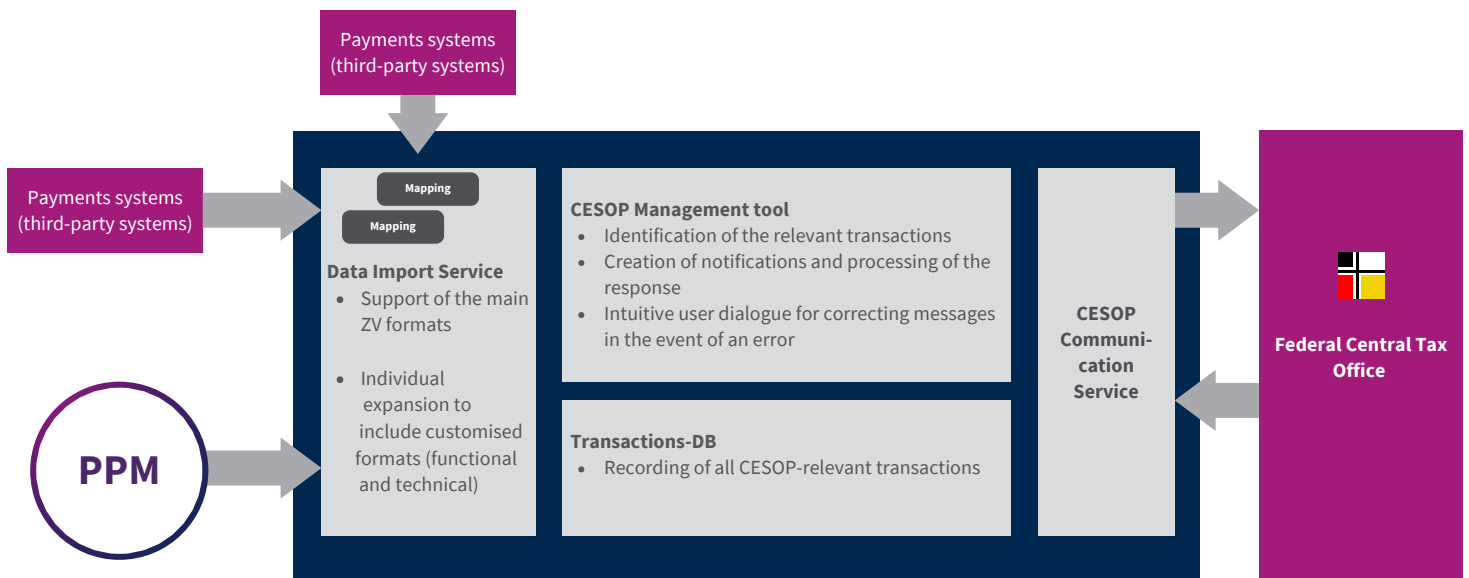 Payments systems
(third-party systems)
Payments systems
(third-party systems)
PPM
Mapping
Mapping
Data Import Service
• Support of the main
ZV formats
• Individual
expansion to
include customised
formats (functional
and technical)
CESOP Management tool
• Identification of the relevant transactions
• Creation of notifications and processing of the
response
• Intuitive user dialogue for correcting messages
in the event of an error
Transactions-DB
• Recording of all CESOP-relevant transactions
CESOP
Communi-
cation
Service
Federal Central Tax
Office